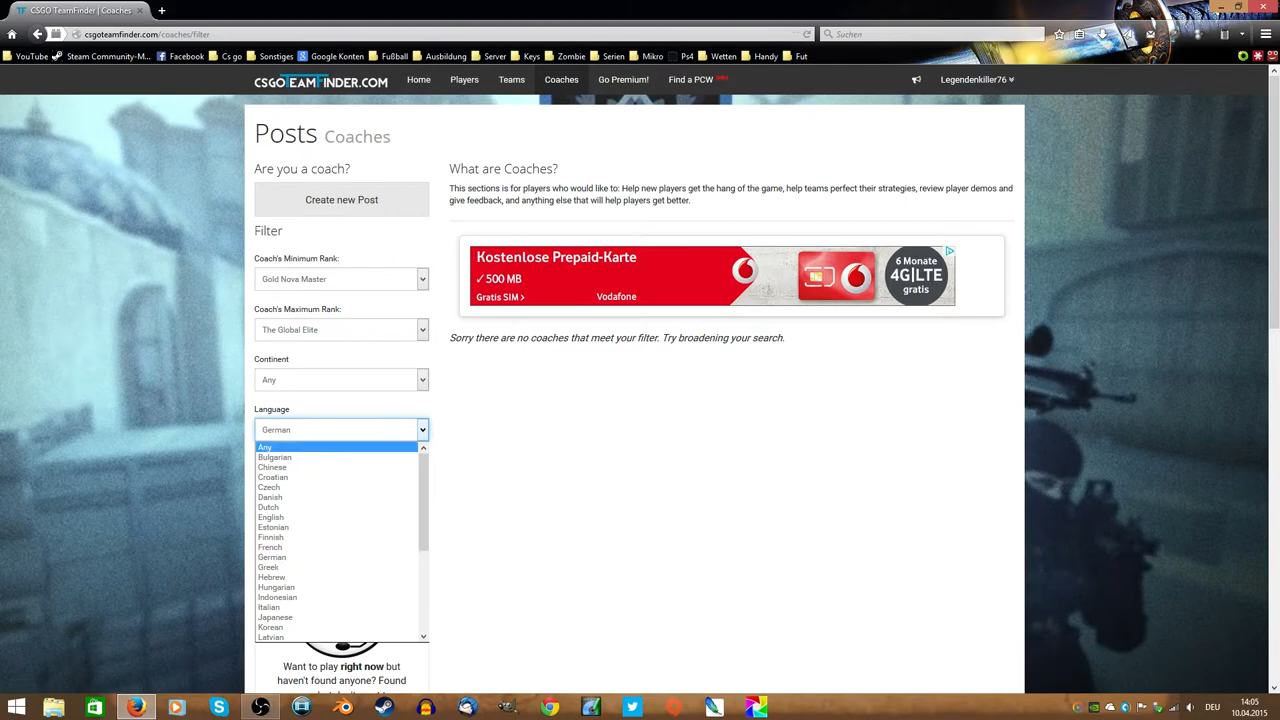 CSGO TeamFinder | Coaches
csgoteamfinder.com/coaches/filter
Suchen
YouTube Steam Community-M... Facebook Cs go Sonstiges Google Konten Fußball Ausbildung Server Keys Zombie Serien Mikro Ps4 Wetten Handy Fut
CSGOTEAMFINDER.COM Home Players Teams Coaches Go Premium! Find a PCW Legendenkiller76
Posts Coaches
Are you a coach?
Create new Post
Filter
Coach's Minimum Rank:
Gold Nova Master
Coach's Maximum Rank:
The Global Elite
Continent
Any
Language
German
Any
Bulgarian
Chinese
Croatian
Czech
Danish
Dutch
English
Estonian
Finnish
French
German
Greek
Hebrew
Hungarian
Indonesian
Italian
Japanese
Korean
Latvian
Want to play right now but
haven't found anyone? Found
What are Coaches?
This sections is for players who would like to: Help new players get the hang of the game, help teams perfect their strategies, review player demos and
give feedback, and anything else that will help players get better.
Kostenlose Prepaid-Karte
✓500 MB
Gratis SIM >
Vodafone
6 Monate
4G|LTE
gratis
Sorry there are no coaches that meet your filter. Try broadening your search.
DEU
14:05
10.04.2015